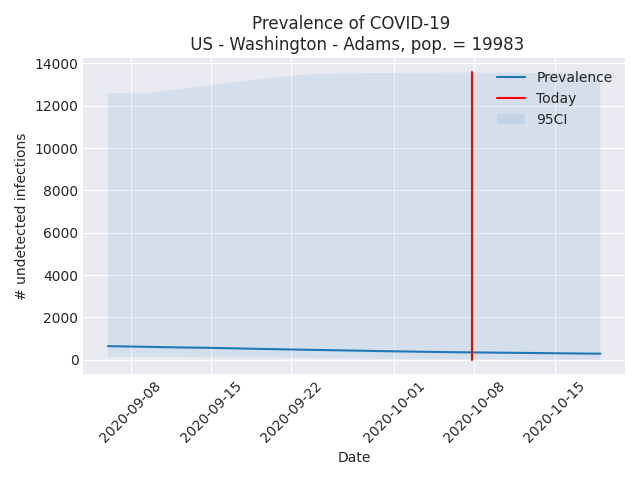 Prevalence of COVID-19
US - Washington - Adams, pop. = 19983
14000
12000
10000
8000
6000
4000
2000
0
# undetected infections
Prevalence
Today
95CI
2020-09-08
2020-09-15
2020-09-22
2020-10-01
2020-10-08
2020-10-15
Date